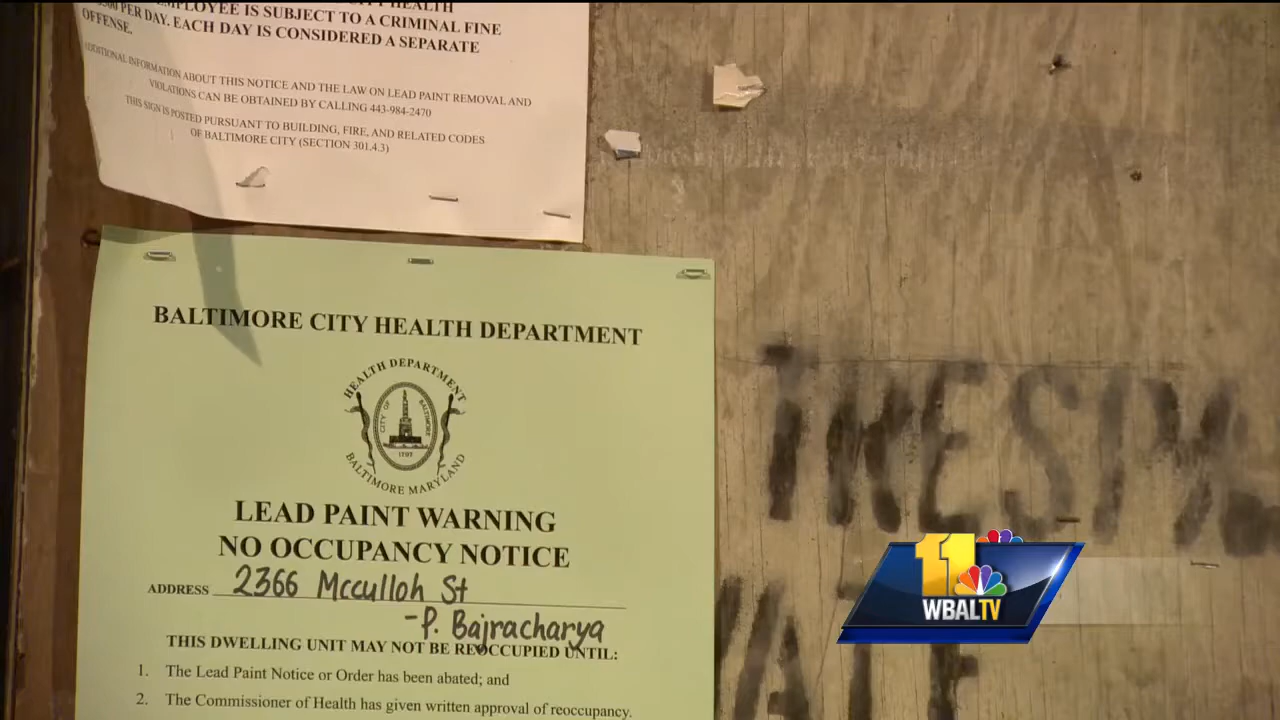 EMPLOYEE IS SUBJECT TO A CRIMINAL FINE
PER DAY. EACH DAY IS CONSIDERED A SEPARATE
OFFENSE.
ADDITIONAL INFORMATION ABOUT THIS NOTICE AND THE LAW ON LEAD PAINT REMOVAL AND
VIOLATIONS CAN BE OBTAINED BY CALLING 443-984-2470
THIS SIGN IS POSTED PURSUANT TO BUILDING, FIRE, AND RELATED CODES
OF BALTIMORE CITY (SECTION 301.4.3)
BALTIMORE CITY HEALTH DEPARTMENT
HEALTH DEPARTMENT
CITY OF BALTIMORE
1797
BALTIMORE MARYLAND
LEAD PAINT WARNING
NO OCCUPANCY NOTICE
ADDRESS 2366 Mcculloh St
-P. Bajracharya
THIS DWELLING UNIT MAY NOT BE REOCCUPIED UNTIL:
1. The Lead Paint Notice or Order has been abated; and
2. The Commissioner of Health has given written approval of reoccupancy.
11
WBALTV